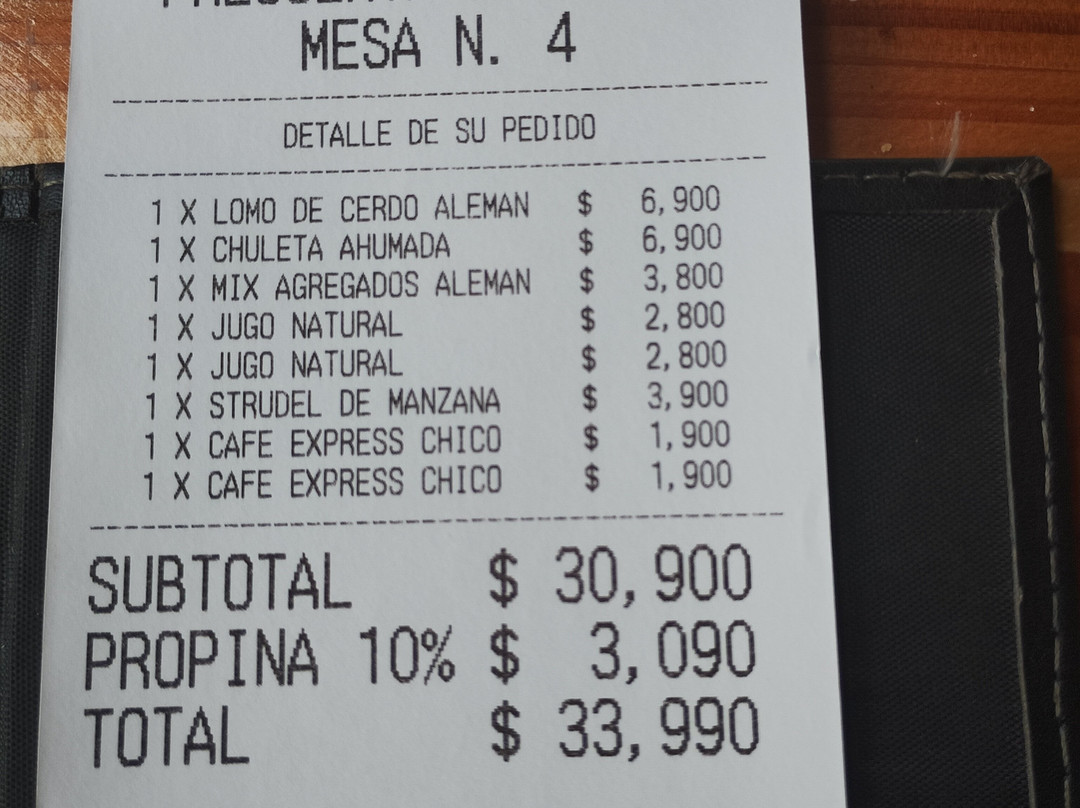 MESA N. 4
DETALLE DE SU PEDIDO
1 X LOMO DE CERDO ALEMAN $ 6,900
1 X CHULETA AHUMADA $ 6,900
1 X MIX AGREGADOS ALEMAN $ 3,800
1 X JUGO NATURAL $ 2,800
1 X JUGO NATURAL $ 2,800
1 X STRUDEL DE MANZANA $ 3,900
1 X CAFE EXPRESS CHICO $ 1,900
1 X CAFE EXPRESS CHICO $ 1,900
SUBTOTAL $ 30,900
PROPINA 10% $ 3,090
TOTAL $ 33,990